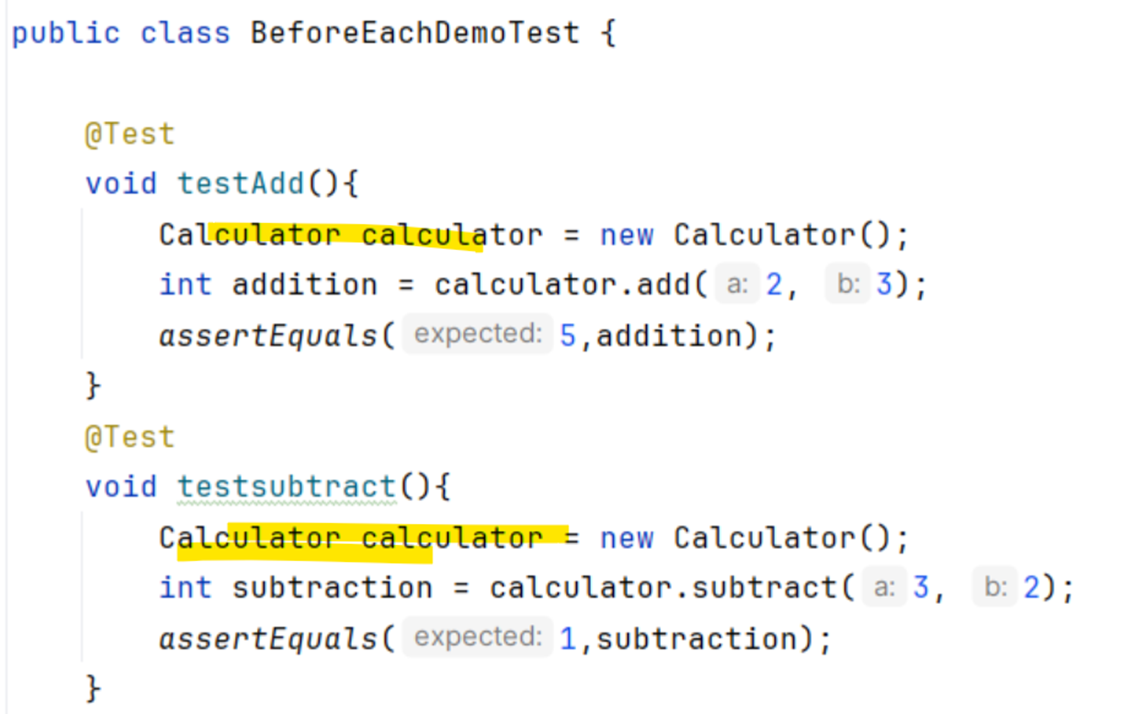 public class BeforeEachDemoTest {
@Test
void testAdd(){
Calculator calculator = new Calculator();
int addition = calculator.add( a: 2, b: 3);
assertEquals( expected: 5,addition);
}
@Test
void testsubtract(){
Calculator calculator = new Calculator();
int subtraction = calculator.subtract( a: 3, b: 2);
assertEquals( expected: 1,subtraction);
}